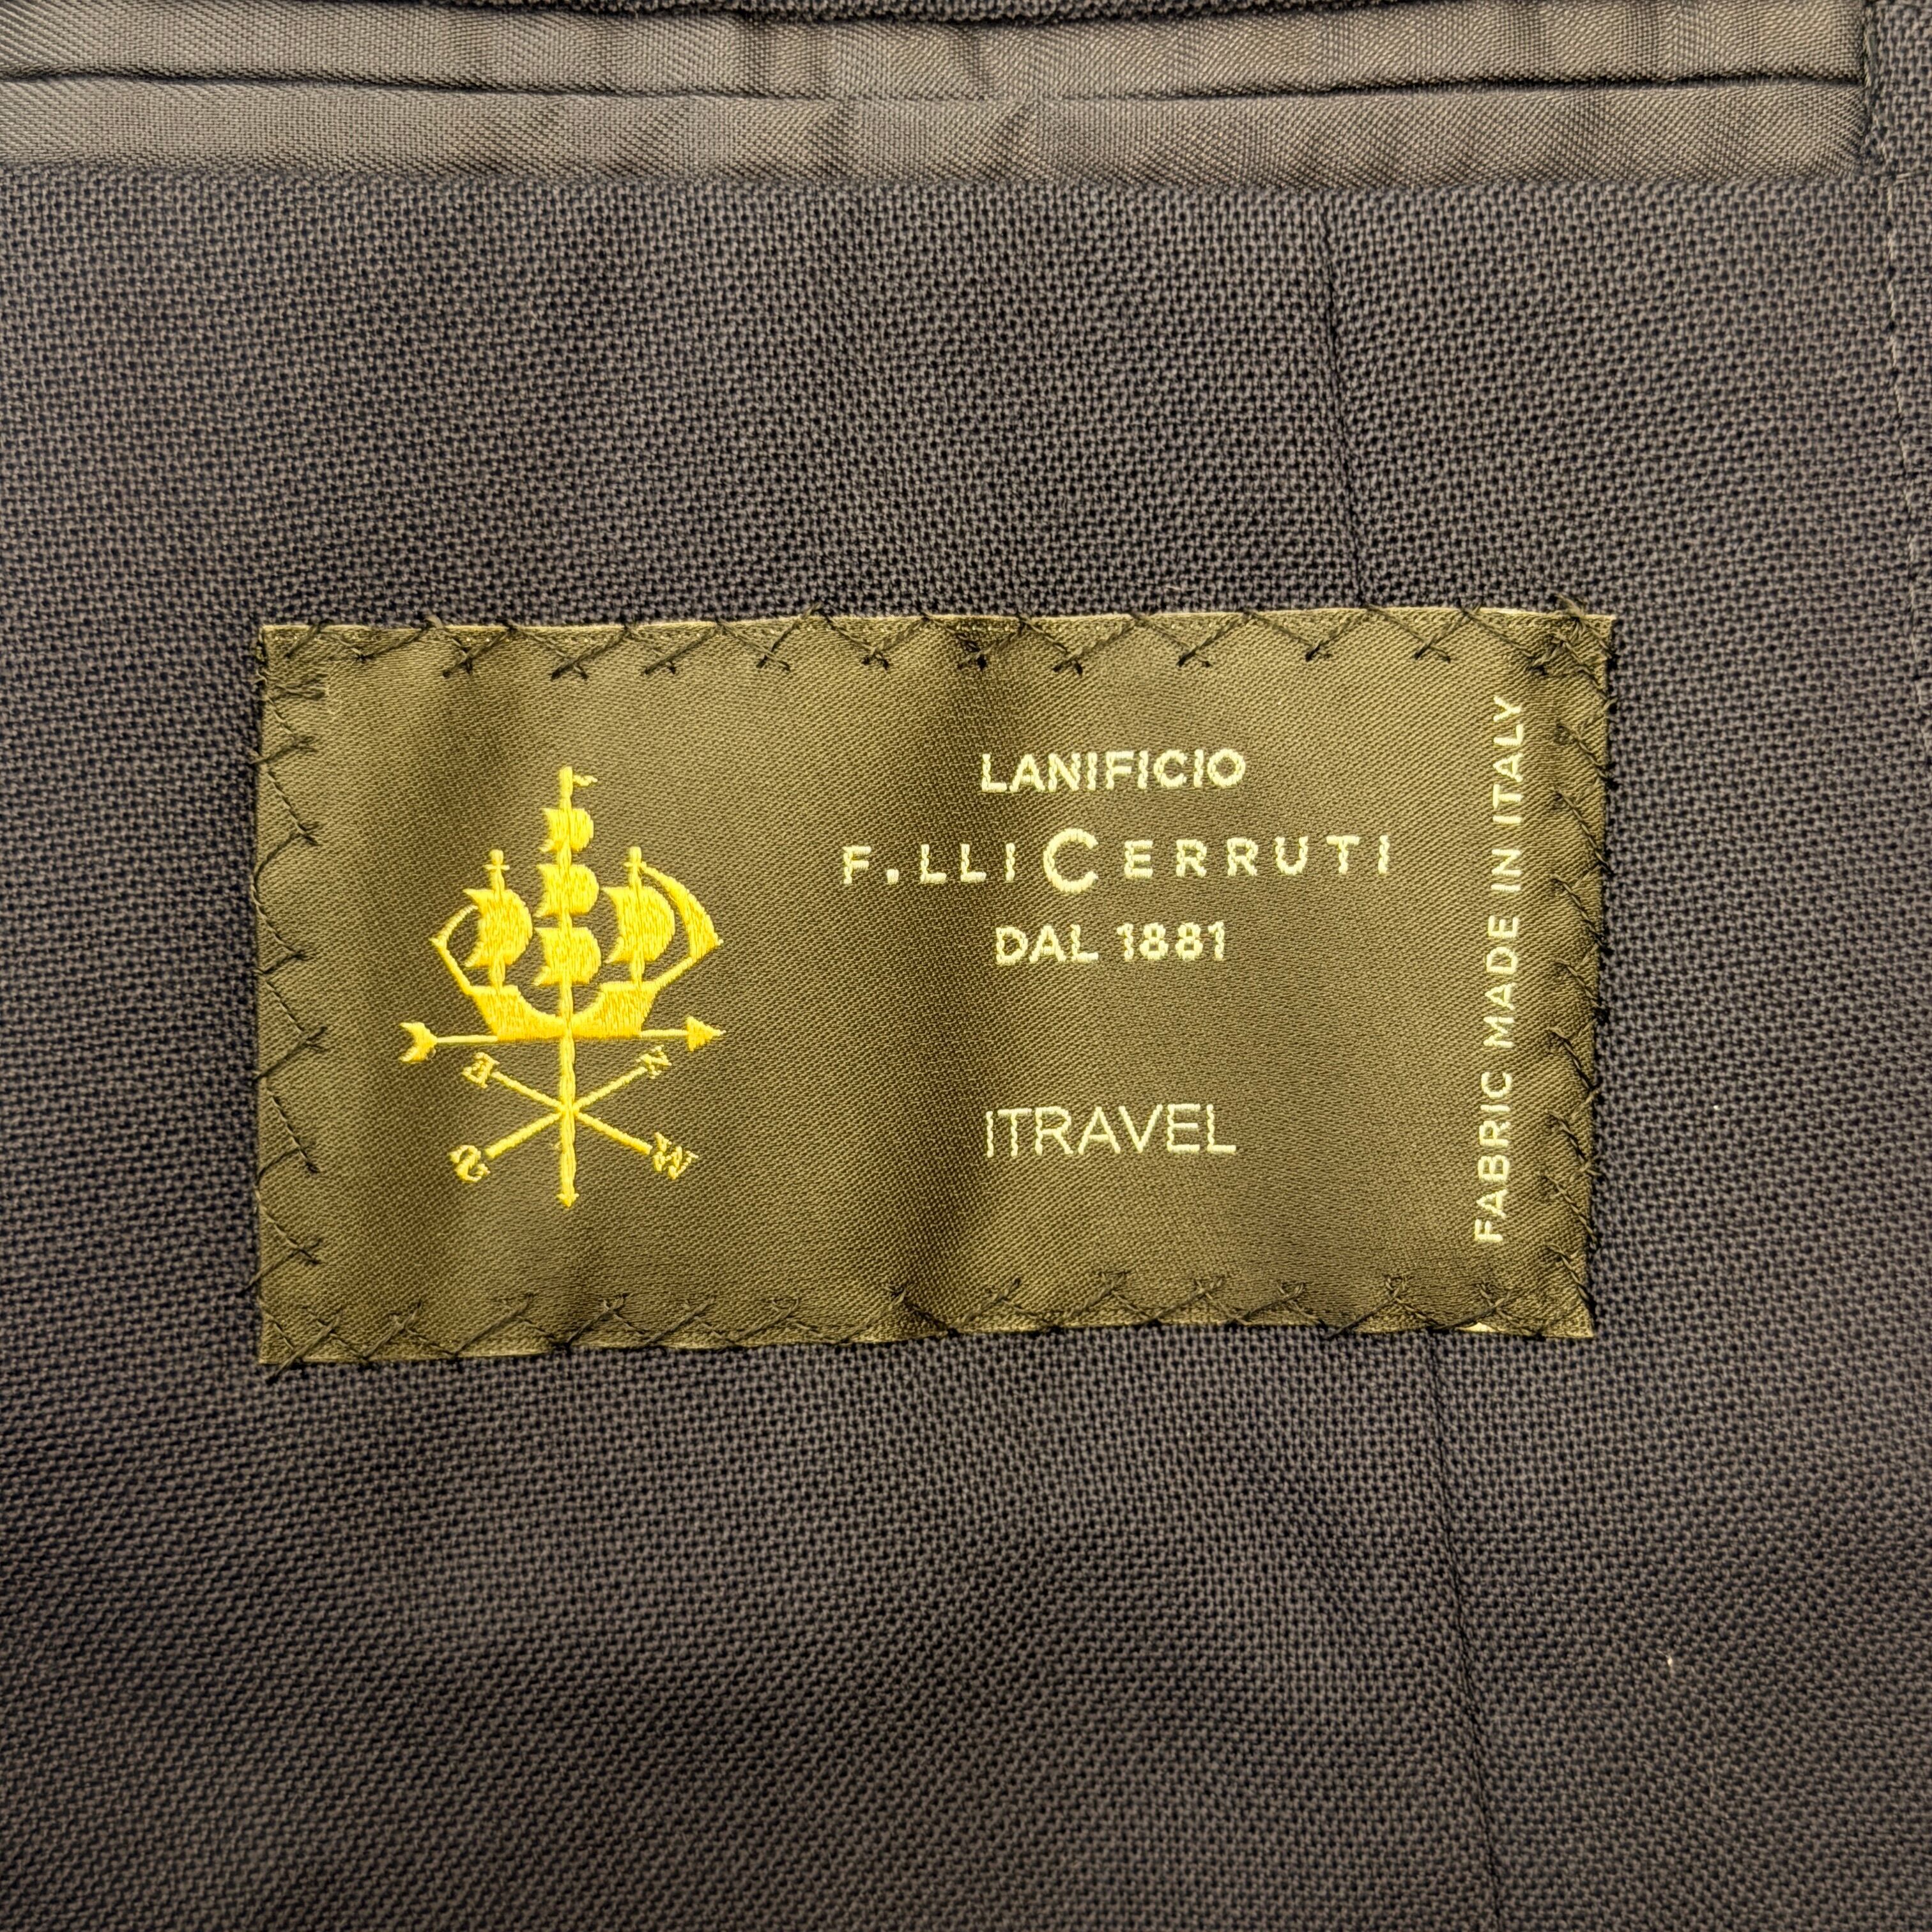 LANIFICIO
F.LLI CERRUTI
DAL 1881
ITRAVEL
FABRIC MADE IN ITALY
E
N
S
W